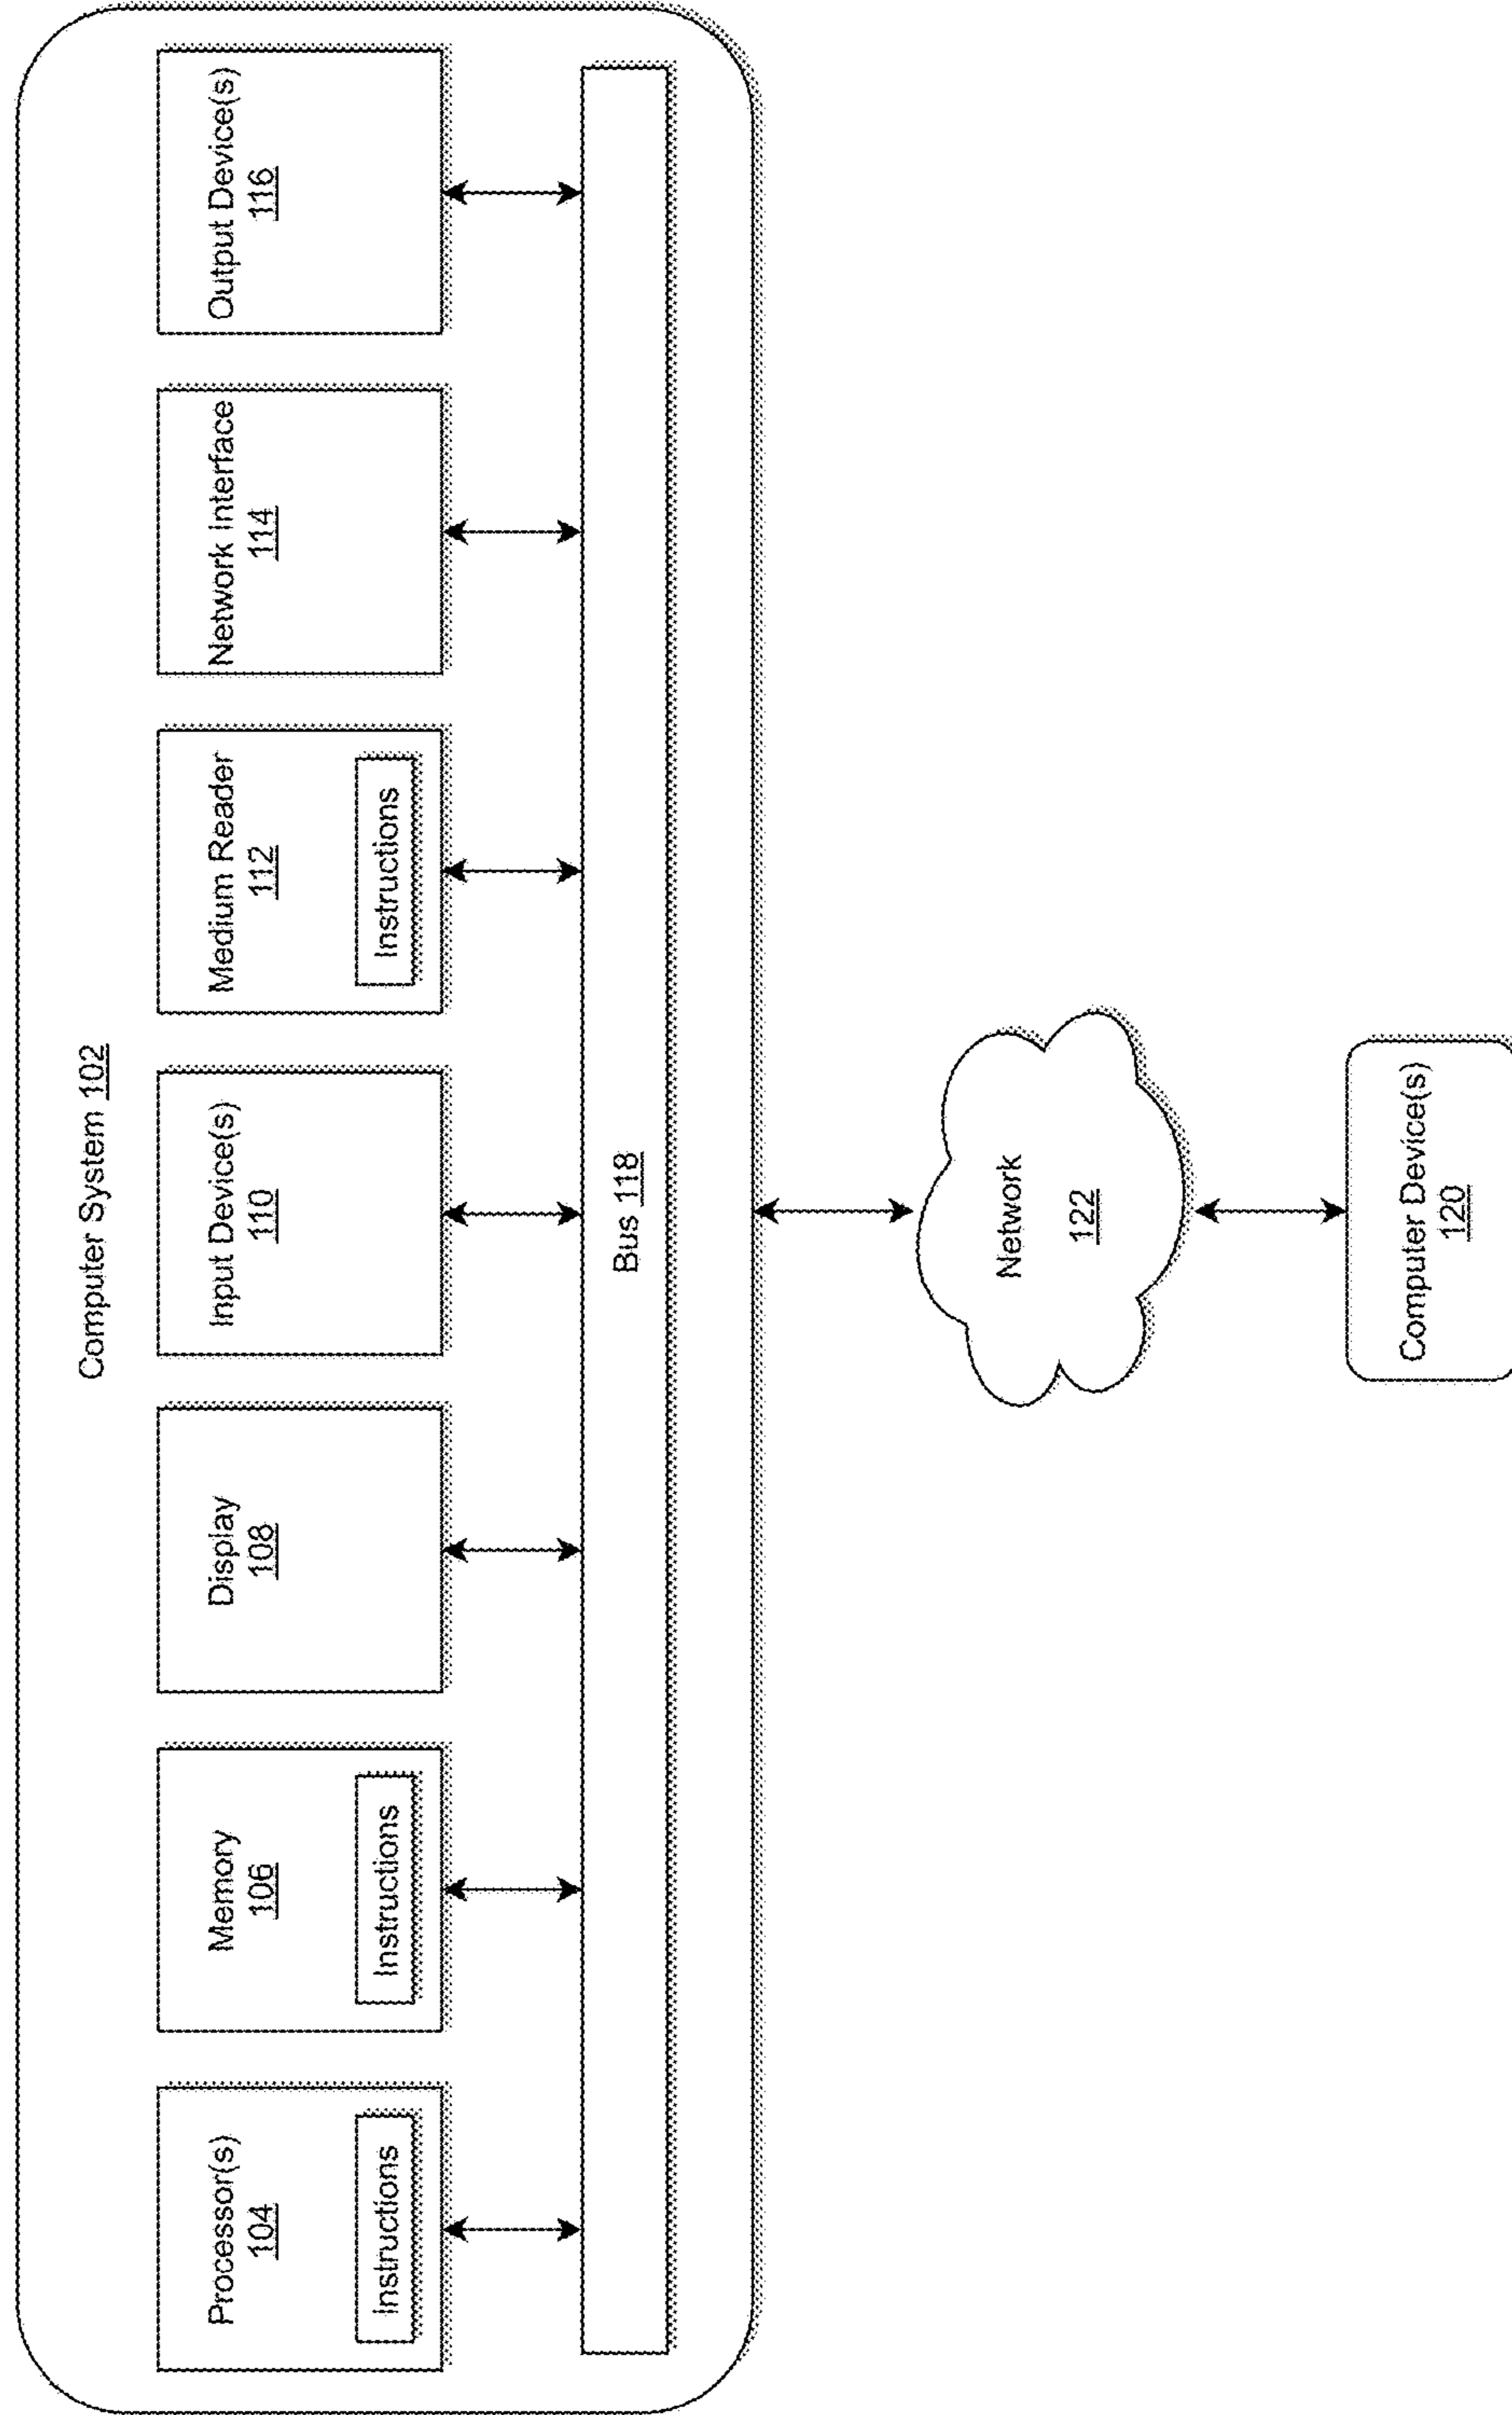 Computer System 102
Processor(s)
104
Instructions
Memory
106
Instructions
Display
108
Input Device(s)
110
Medium Reader
112
Instructions
Network Interface
114
Output Device(s)
116
Bus 118
Network
122
Computer Device(s)
120